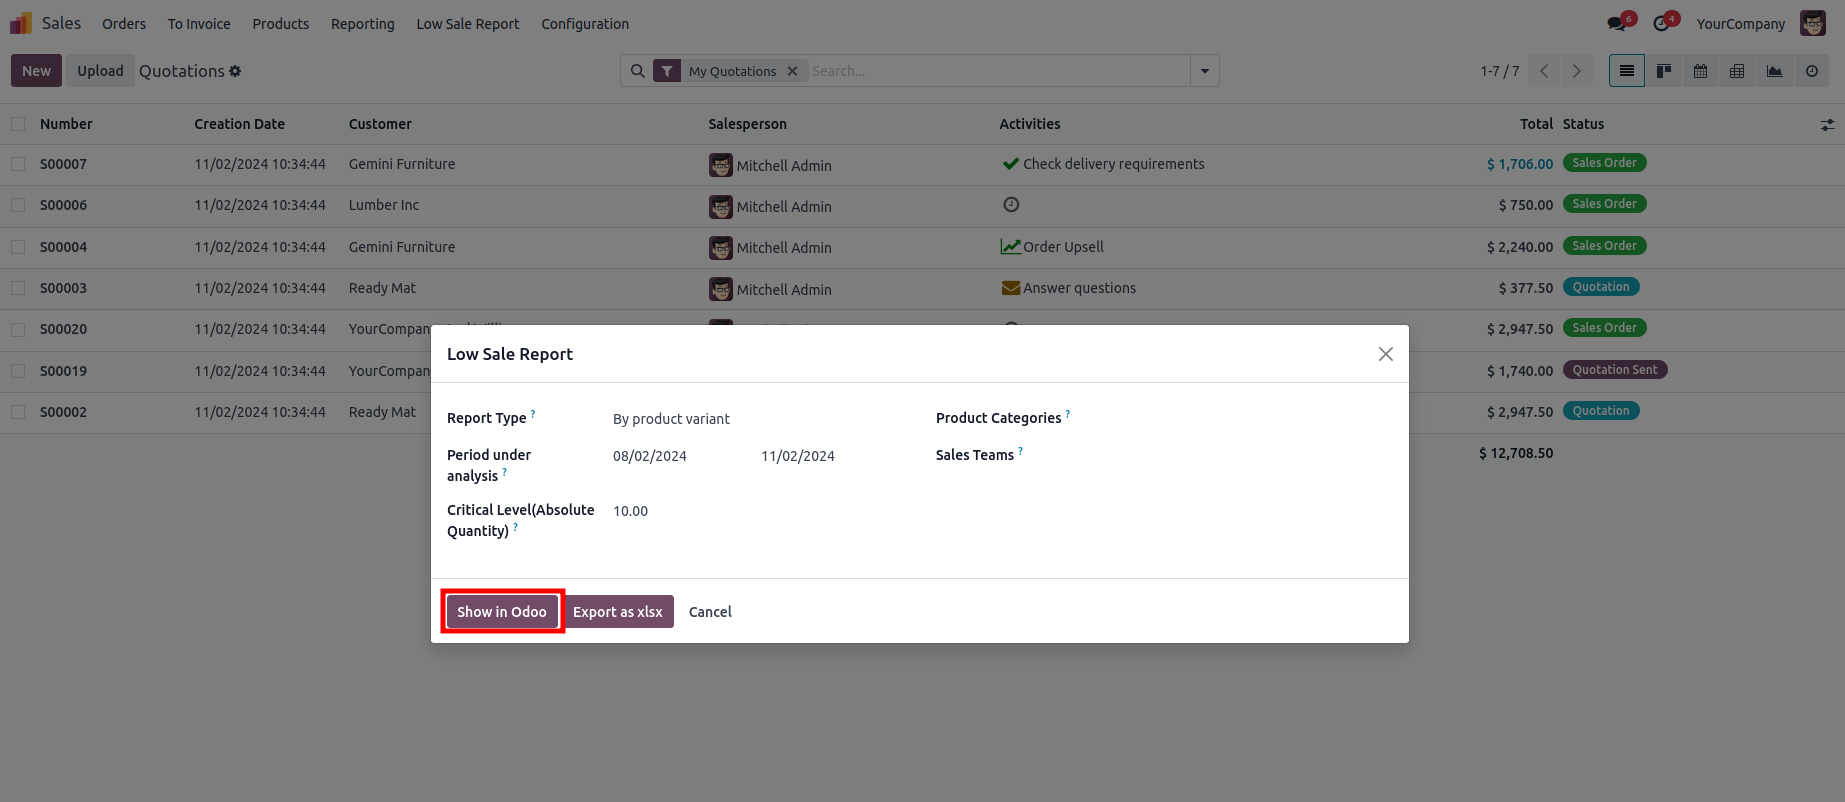 Sales Orders To Invoice Products Reporting Low Sale Report Configuration 6 4 YourCompany
New Upload Quotations My Quotations Search... 1-7 / 7
Number Creation Date Customer Salesperson Activities Total Status
S00007 11/02/2024 10:34:44 Gemini Furniture Mitchell Admin Check delivery requirements $ 1,706.00 Sales Order
S00006 11/02/2024 10:34:44 Lumber Inc Mitchell Admin $ 750.00 Sales Order
S00004 11/02/2024 10:34:44 Gemini Furniture Mitchell Admin Order Upsell $ 2,240.00 Sales Order
S00003 11/02/2024 10:34:44 Ready Mat Mitchell Admin Answer questions $ 377.50 Quotation
S00020 11/02/2024 10:34:44 YourCompany $ 2,947.50 Sales Order
S00019 11/02/2024 10:34:44 YourCompany $ 1,740.00 Quotation Sent
S00002 11/02/2024 10:34:44 Ready Mat $ 2,947.50 Quotation
$ 12,708.50
Low Sale Report
Report Type ? By product variant Product Categories ?
Period under 08/02/2024 11/02/2024 Sales Teams ?
analysis ?
Critical Level(Absolute 10.00
Quantity) ?
Show in Odoo Export as xlsx Cancel